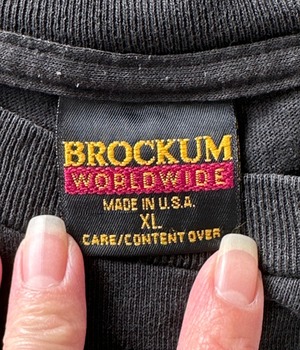 BROCKUM
WORLDWIDE
MADE IN U.S.A.
XL
CARE/CONTENT OVER